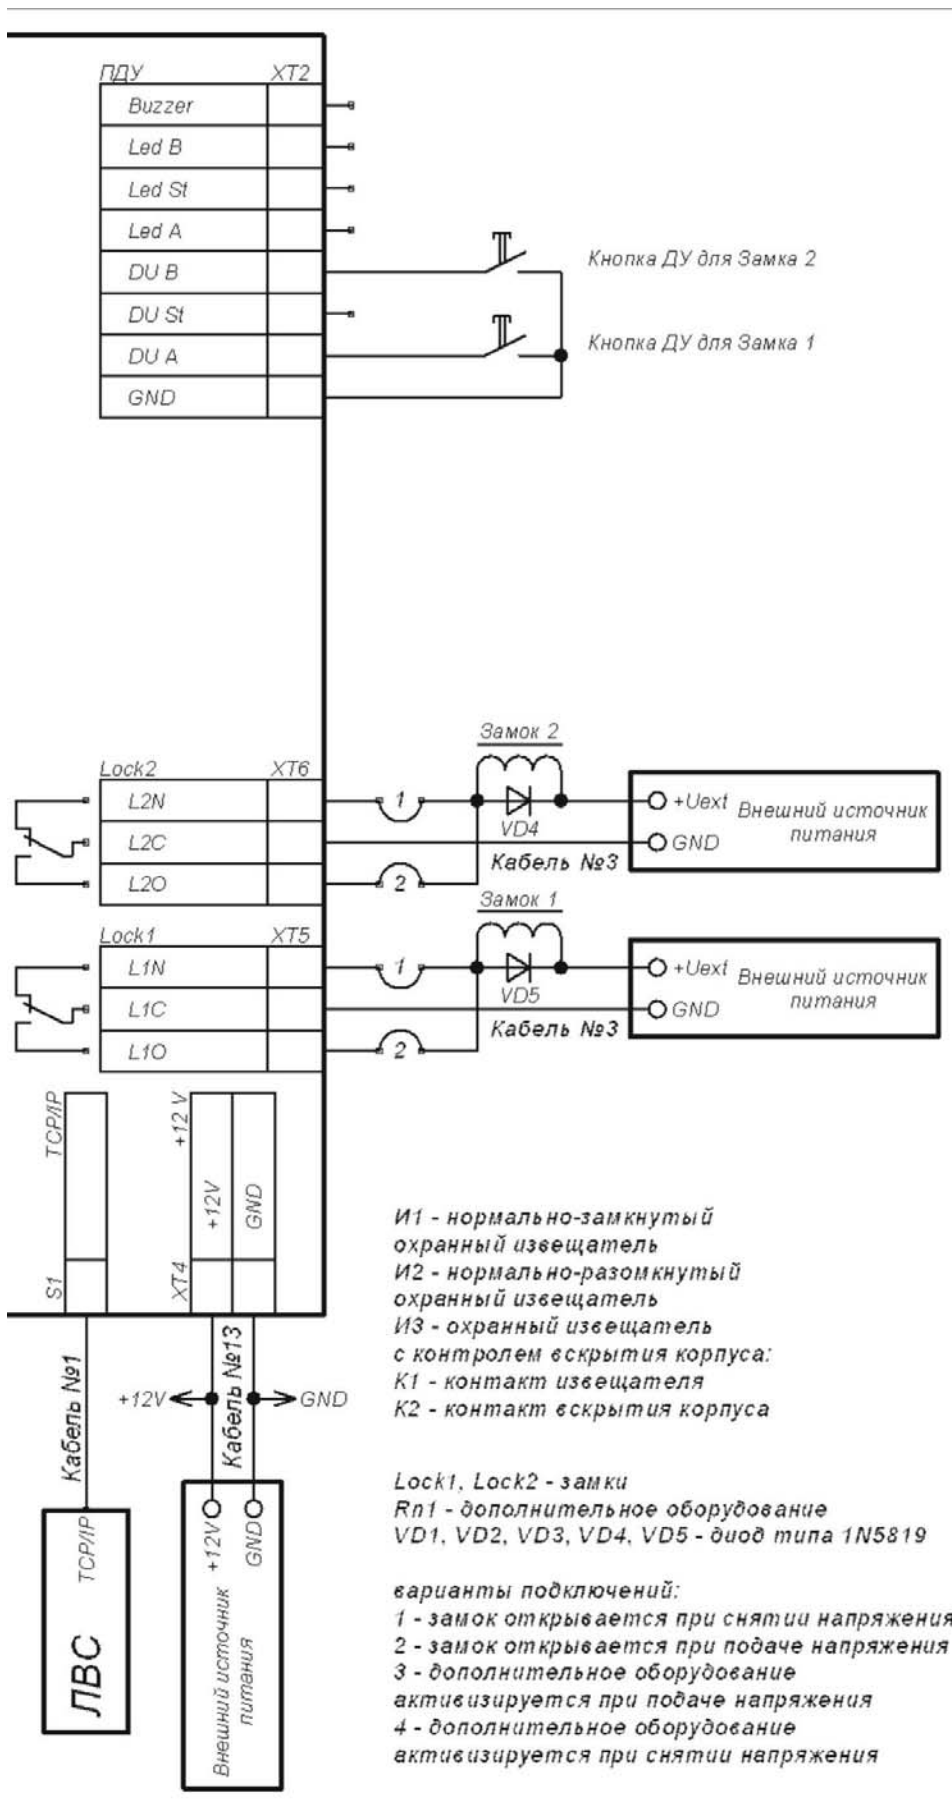 ПДУ XT2
Buzzer
Led B
Led St
Led A
DU B
DU St
DU A
GND
Кнопка ДУ для Замка 2
Кнопка ДУ для Замка 1
Замок 2
Lock2 XT6
L2N
L2C
L2O
1
2
VD4
Кабель №3
+Uext
GND
Внешний источник
питания
Замок 1
Lock1 XT5
L1N
L1C
L1O
1
2
VD5
Кабель №3
+Uext
GND
Внешний источник
питания
TCP/IP
S1
+12 V
+12V
GND
XT4
Кабель №1
Кабель №13
+12V
GND
TCP/IP
ЛВС
+12V
GND
Внешний источник
питания
И1 - нормально-замкнутый
охранный извещатель
И2 - нормально-разомкнутый
охранный извещатель
И3 - охранный извещатель
с контролем вскрытия корпуса:
К1 - контакт извещателя
К2 - контакт вскрытия корпуса
Lock1, Lock2 - замки
Rn1 - дополнительное оборудование
VD1, VD2, VD3, VD4, VD5 - диод типа 1N5819
варианты подключений:
1 - замок открывается при снятии напряжения
2 - замок открывается при подаче напряжения
3 - дополнительное оборудование
активизируется при подаче напряжения
4 - дополнительное оборудование
активизируется при снятии напряжения